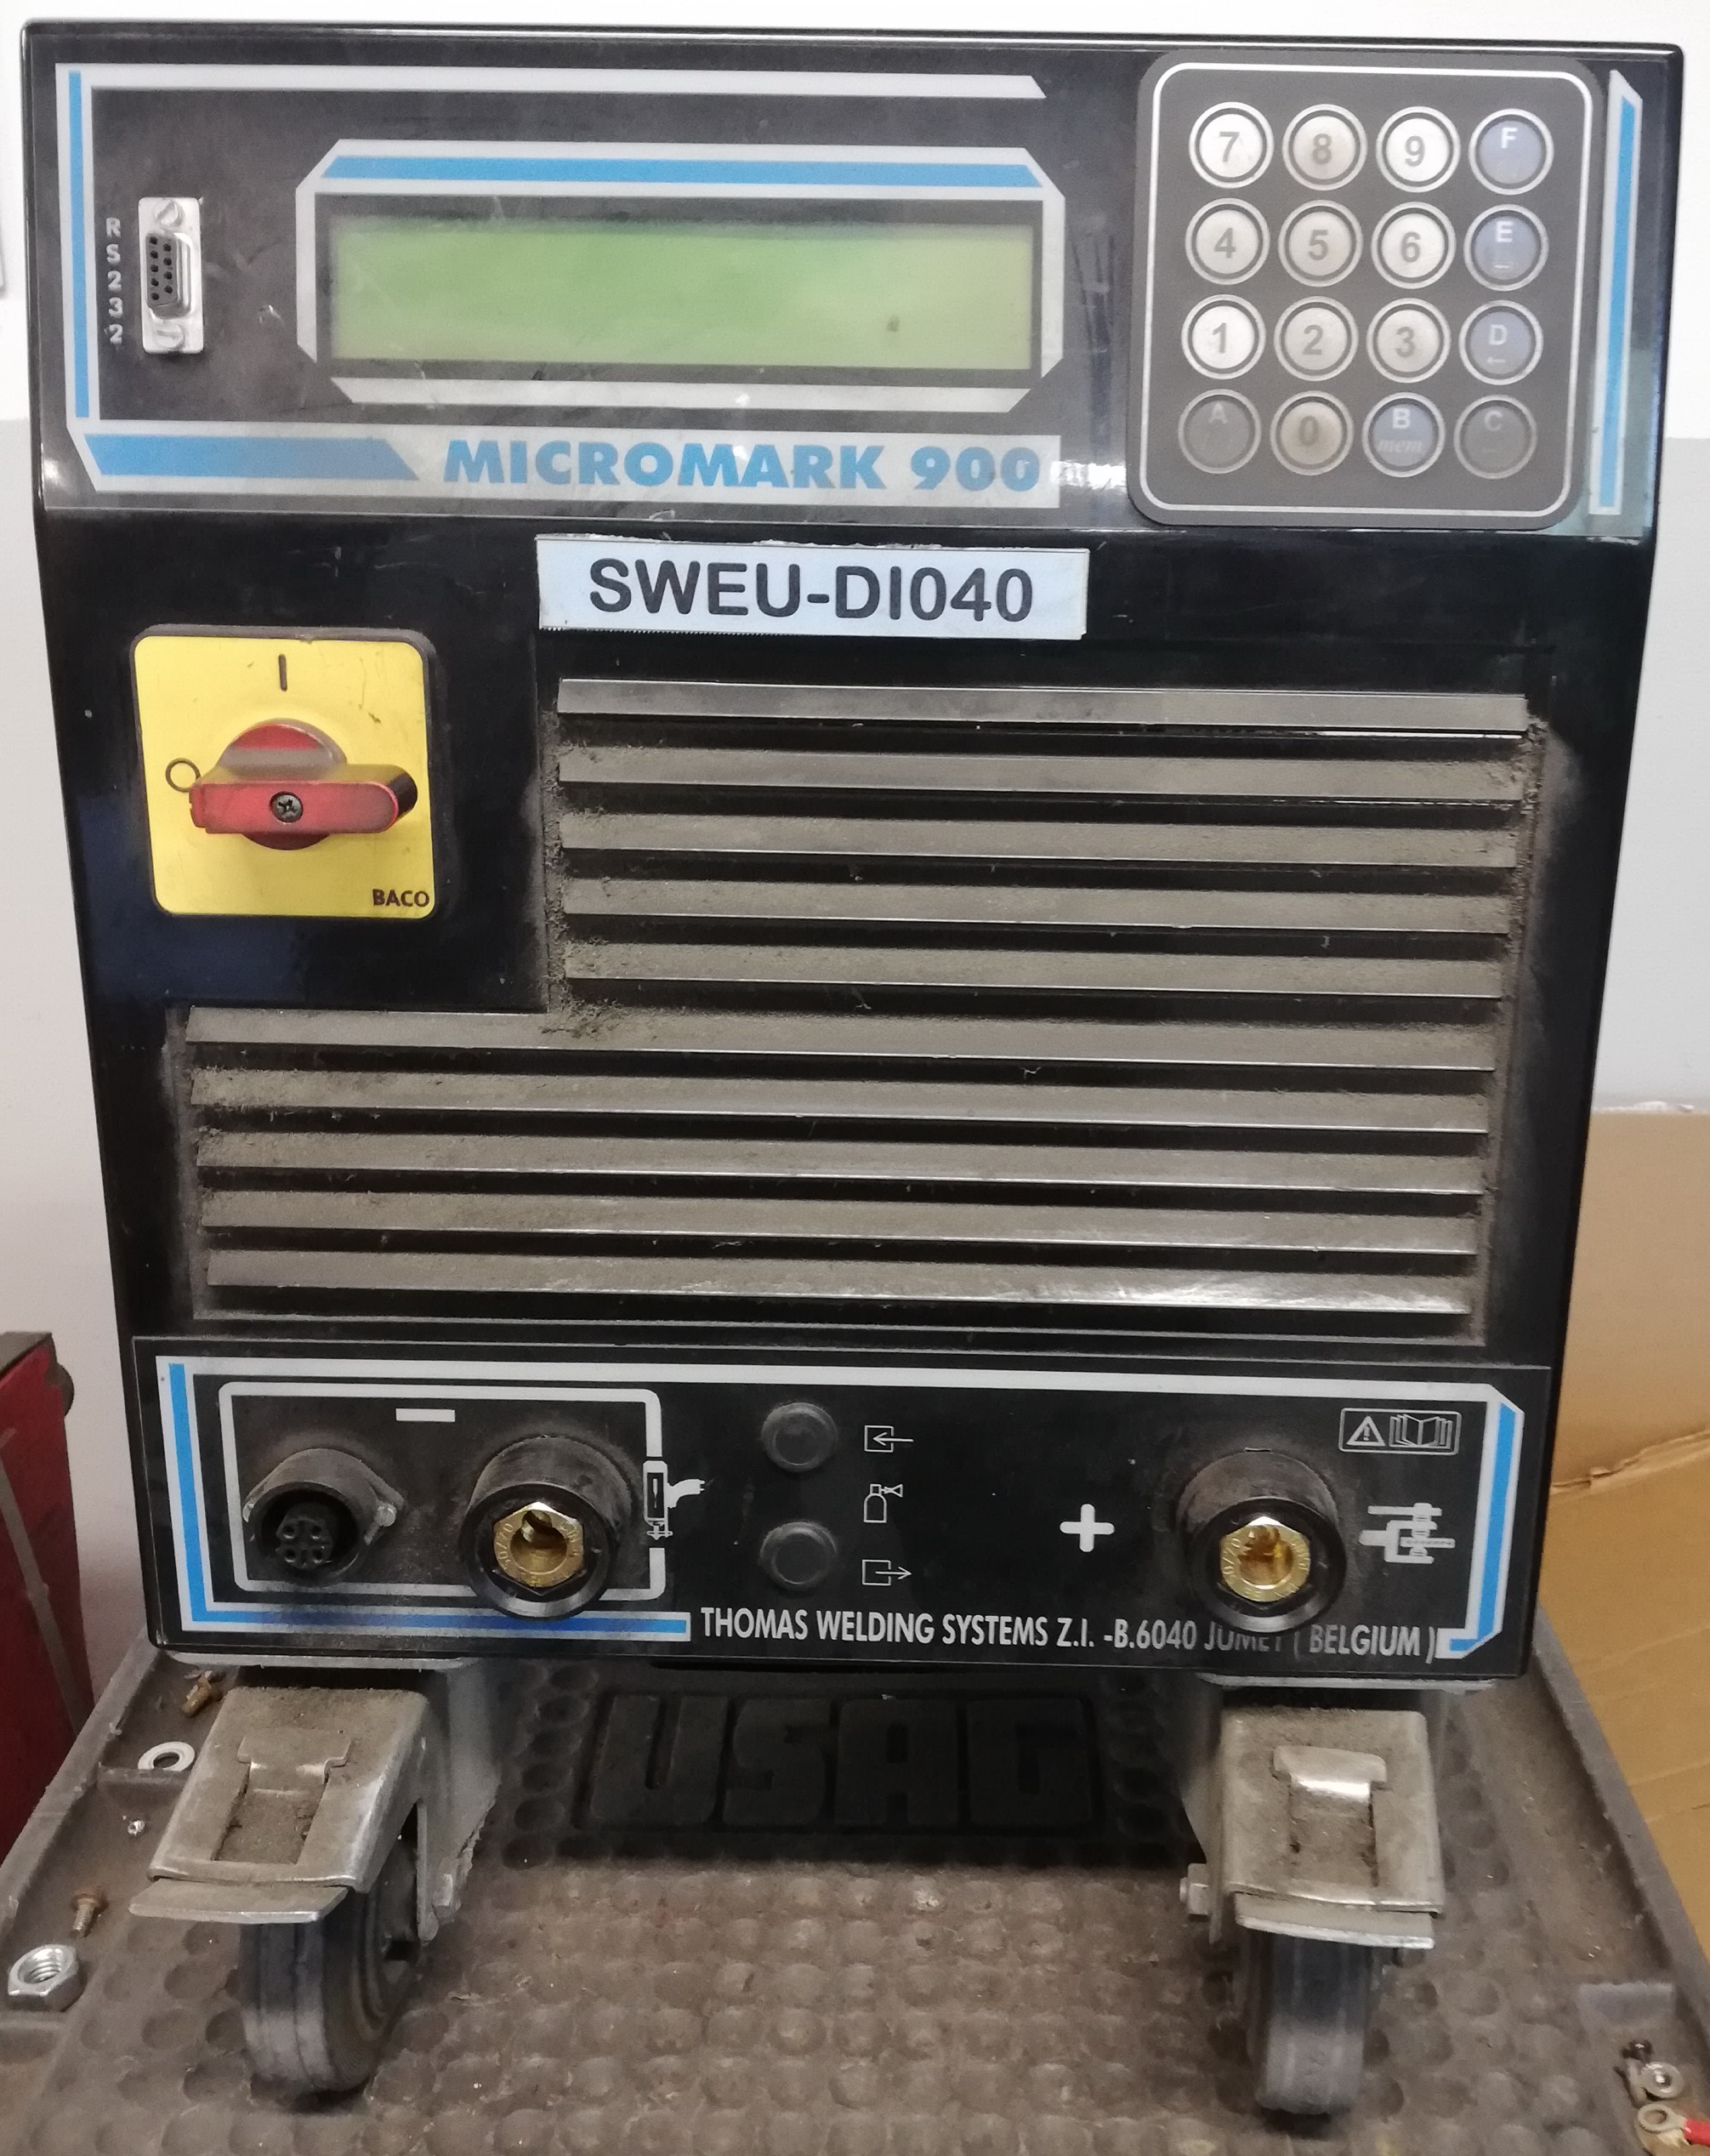 RS232
7 8 9 F
4 5 6 E
1 2 3 D
A 0 B C
mem
MICROMARK 900
SWEU-DI040
I
O
BACO
THOMAS WELDING SYSTEMS Z.I. -B.6040 JUMET ( BELGIUM )
USAG